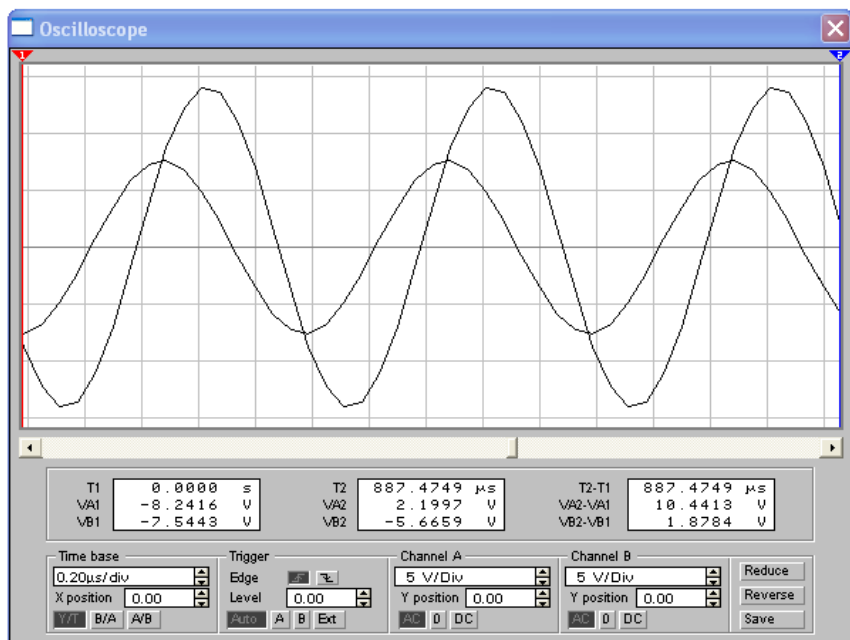 Oscilloscope
1 2
T1 0.0000 s T2 887.4749 µs T2-T1 887.4749 µs
VA1 -8.2416 V VA2 2.1997 V VA2-VA1 10.4413 V
VB1 -7.5443 V VB2 -5.6659 V VB2-VB1 1.8784 V
Time base Trigger Channel A Channel B
0.20µs/div Edge 5 V/Div 5 V/Div Reduce
X position 0.00 Level 0.00 Y position 0.00 Y position 0.00 Reverse
Y/T B/A A/B Auto A B Ext AC 0 DC AC 0 DC Save